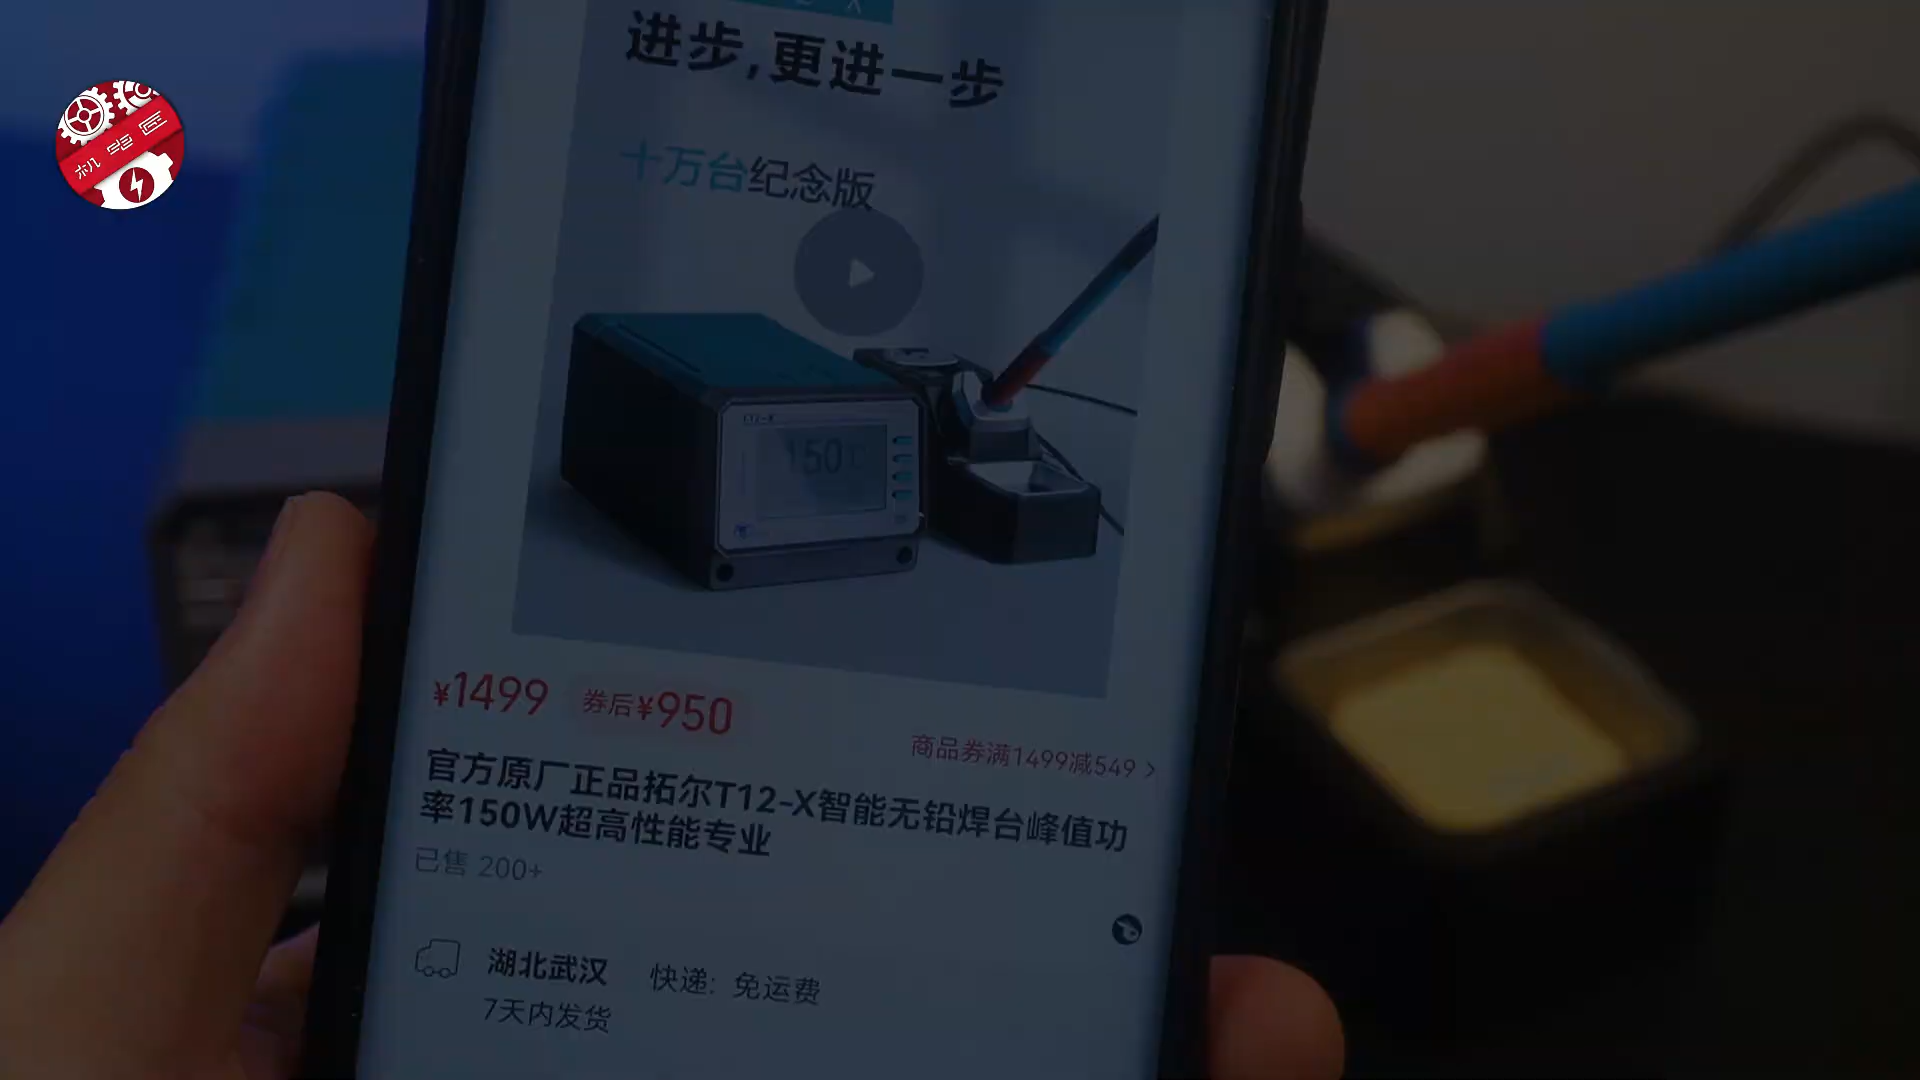 进步,更进一步
十万台纪念版
机电匠
T12-X
150℃
¥1499 券后¥950
商品券满1499减549 >
官方原厂正品拓尔T12-X智能无铅焊台峰值功
率150W超高性能专业
已售 200+
湖北武汉 快递: 免运费
7天内发货